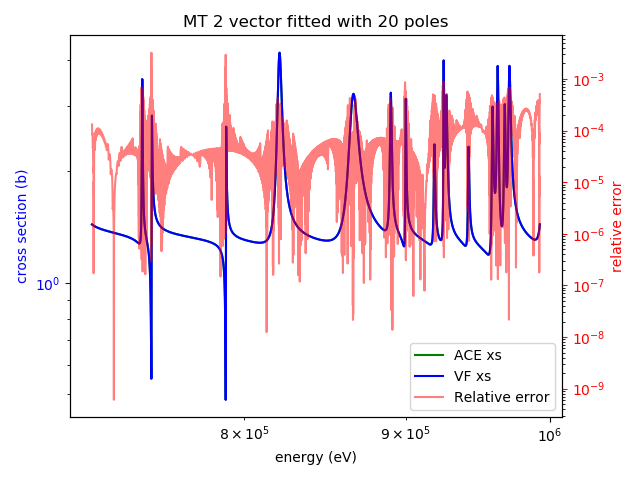 MT 2 vector fitted with 20 poles
cross section (b)
10⁰
10⁻³
10⁻⁴
10⁻⁵
10⁻⁶
10⁻⁷
10⁻⁸
10⁻⁹
relative error
ACE xs
VF xs
Relative error
8 × 10⁵
9 × 10⁵
10⁶
energy (eV)